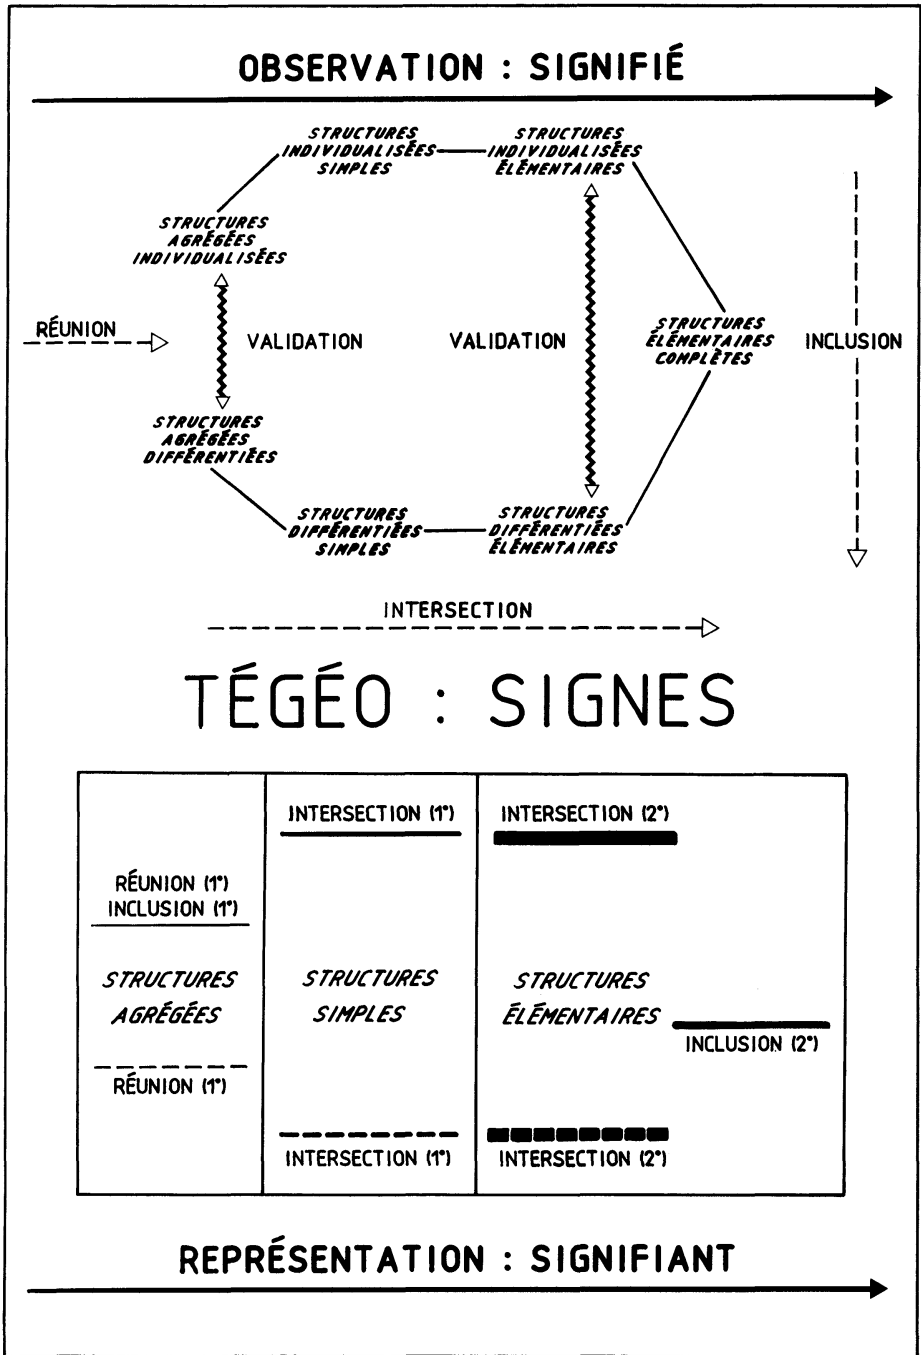 OBSERVATION : SIGNIFIÉ
STRUCTURES
INDIVIDUALISÉES
SIMPLES
STRUCTURES
INDIVIDUALISÉES
ÉLÉMENTAIRES
STRUCTURES
AGRÉGÉES
INDIVIDUALISÉES
RÉUNION
VALIDATION
VALIDATION
STRUCTURES
ÉLÉMENTAIRES
COMPLÈTES
INCLUSION
STRUCTURES
AGRÉGÉES
DIFFÉRENTIÉES
STRUCTURES
DIFFÉRENTIÉES
SIMPLES
STRUCTURES
DIFFÉRENTIÉES
ÉLÉMENTAIRES
INTERSECTION
TÉGÉO : SIGNES
RÉUNION (1°)
INCLUSION (1°)
STRUCTURES
AGRÉGÉES
RÉUNION (1°)
INTERSECTION (1°)
STRUCTURES
SIMPLES
INTERSECTION (1°)
INTERSECTION (2°)
STRUCTURES
ÉLÉMENTAIRES
INCLUSION (2°)
INTERSECTION (2°)
REPRÉSENTATION : SIGNIFIANT